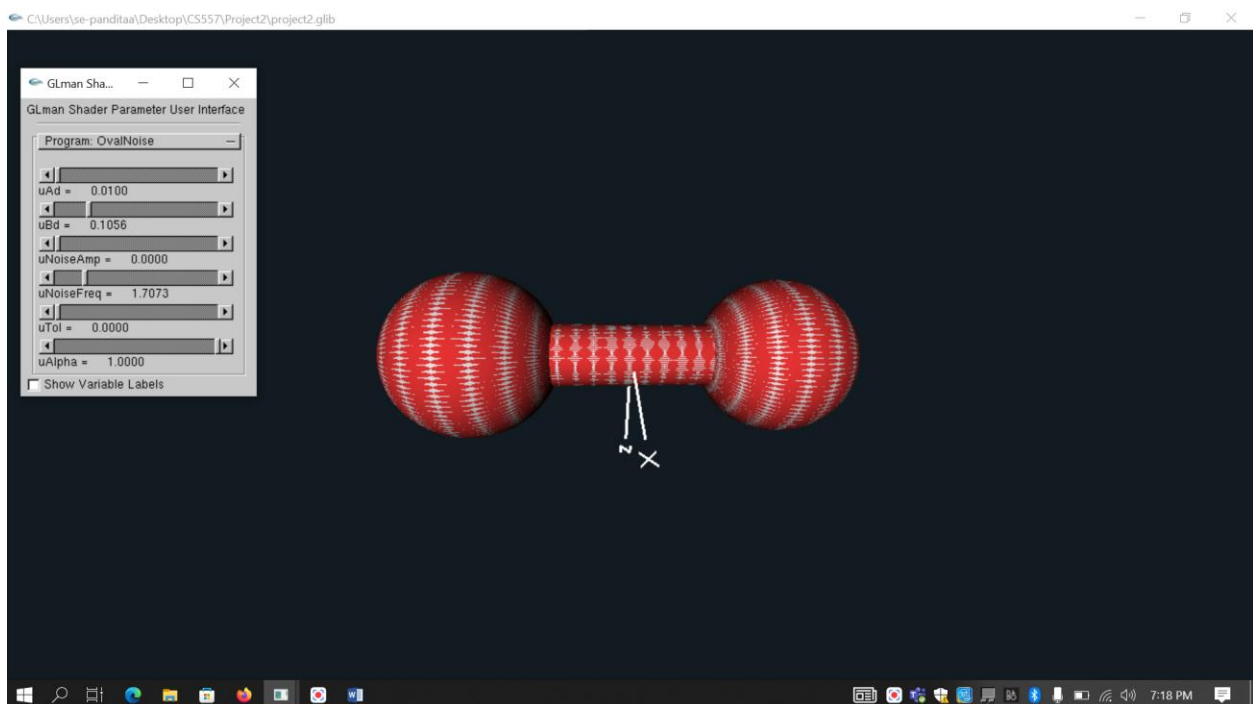 C:\Users\se-panditaa\Desktop\CS557\Project2\project2.glib
GLman Sha...
GLman Shader Parameter User Interface
Program: OvalNoise
uAd = 0.0100
uBd = 0.1056
uNoiseAmp = 0.0000
uNoiseFreq = 1.7073
uTol = 0.0000
uAlpha = 1.0000
Show Variable Labels
Z X
7:18 PM